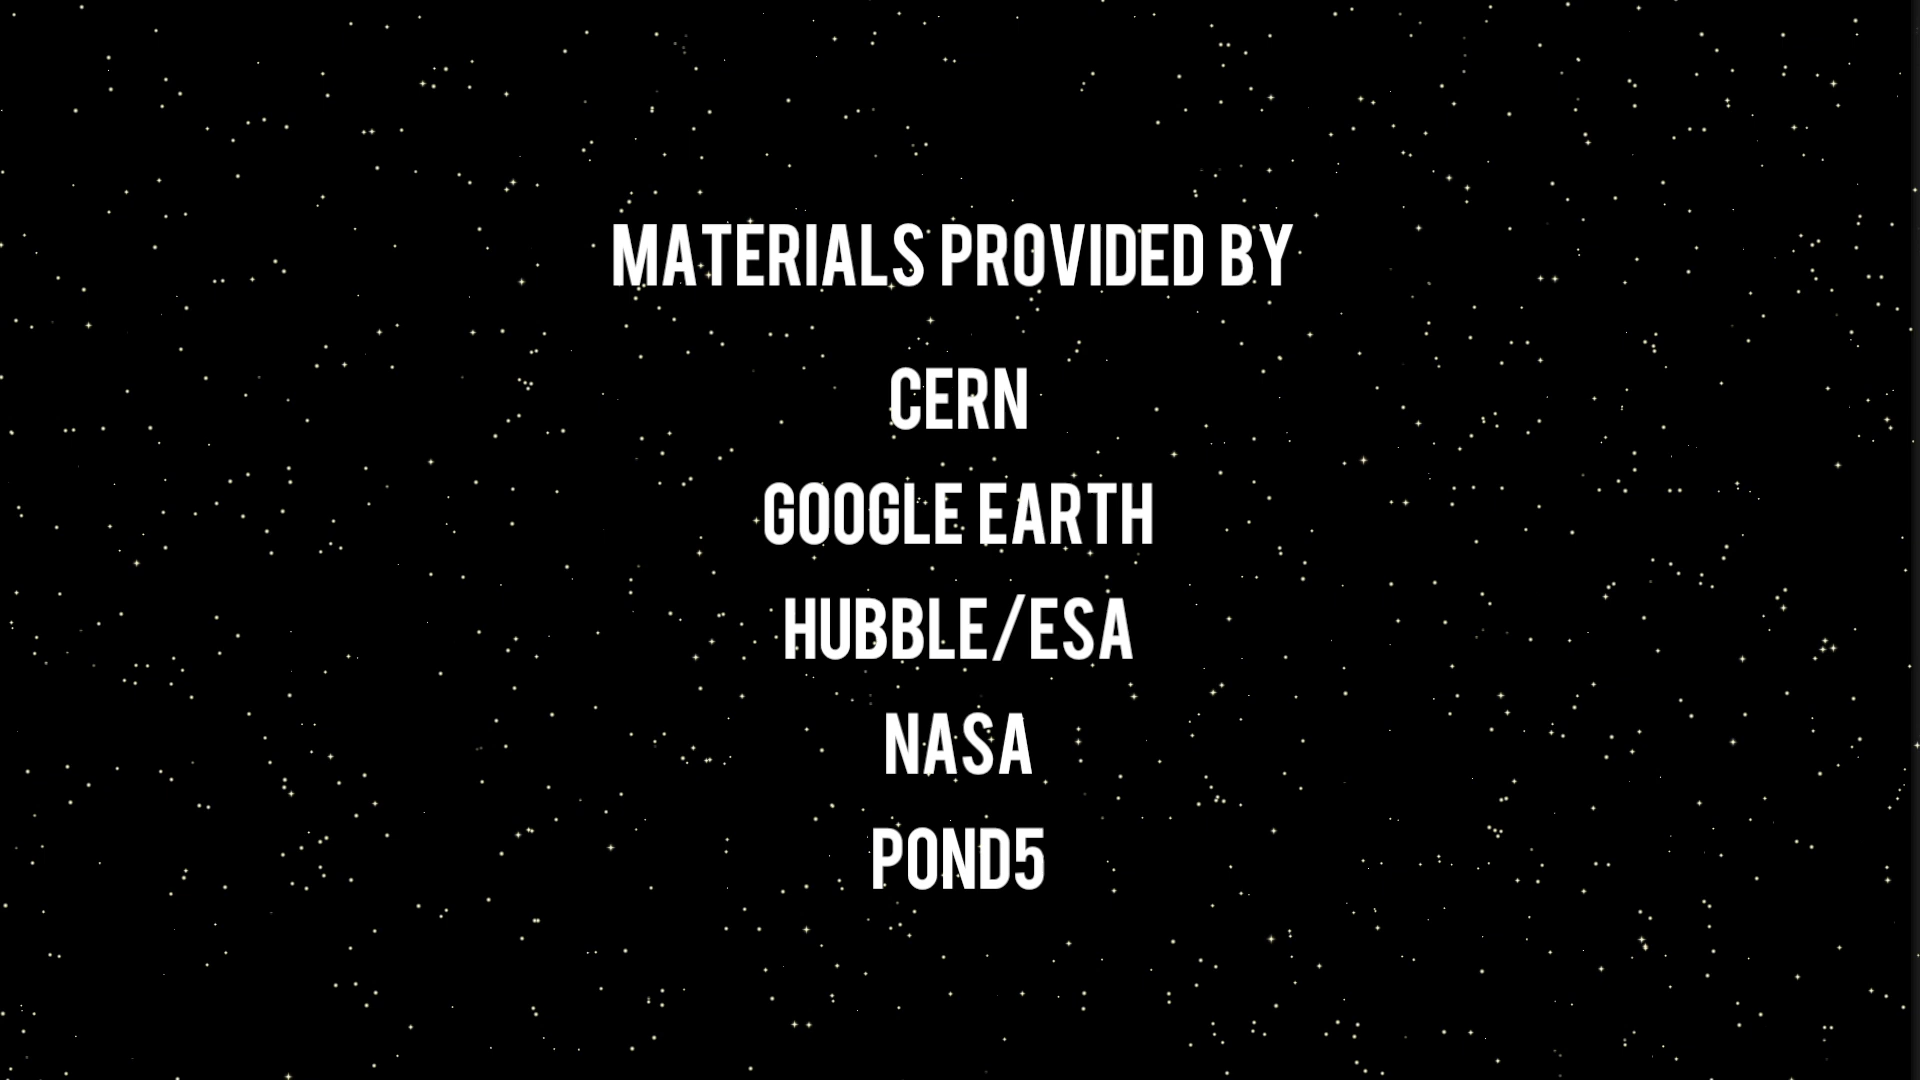 MATERIALS PROVIDED BY
CERN
GOOGLE EARTH
HUBBLE/ESA
NASA
POND5